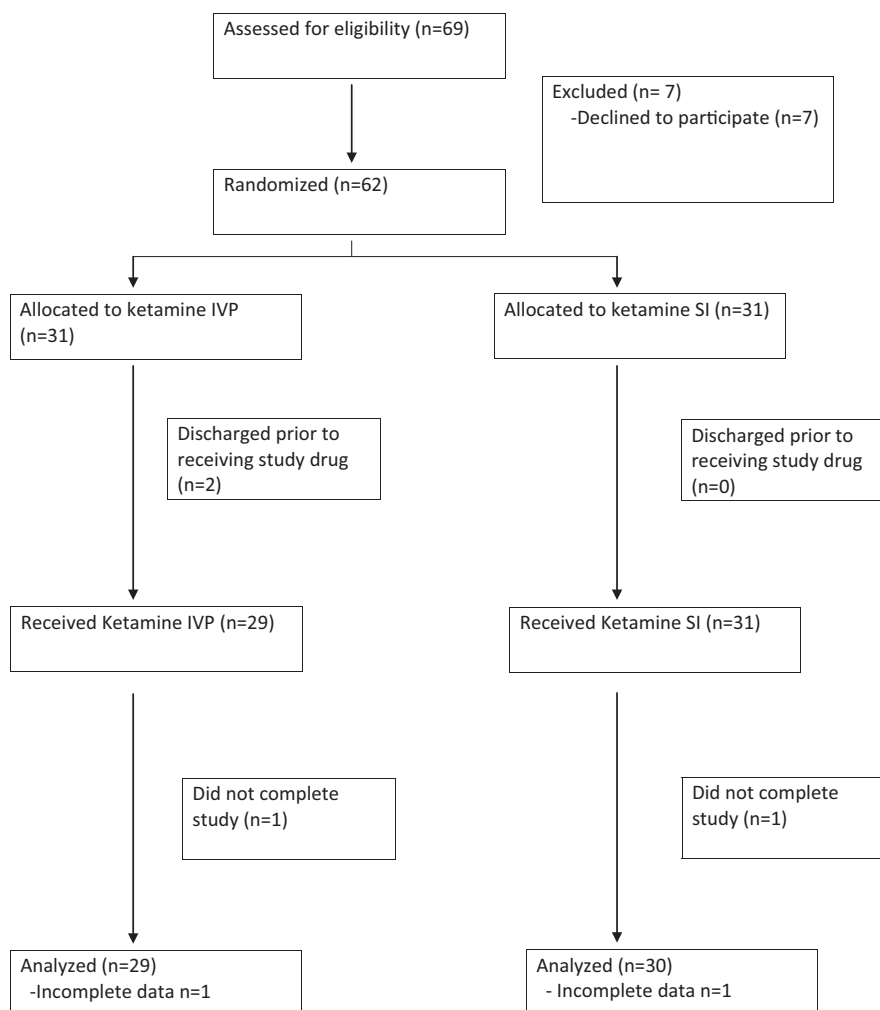 Assessed for eligibility (n=69)
Excluded (n= 7)
-Declined to participate (n=7)
Randomized (n=62)
Allocated to ketamine IVP
(n=31)
Allocated to ketamine SI (n=31)
Discharged prior to
receiving study drug
(n=2)
Discharged prior to
receiving study drug
(n=0)
Received Ketamine IVP (n=29)
Received Ketamine SI (n=31)
Did not complete
study (n=1)
Did not complete
study (n=1)
Analyzed (n=29)
-Incomplete data n=1
Analyzed (n=30)
- Incomplete data n=1